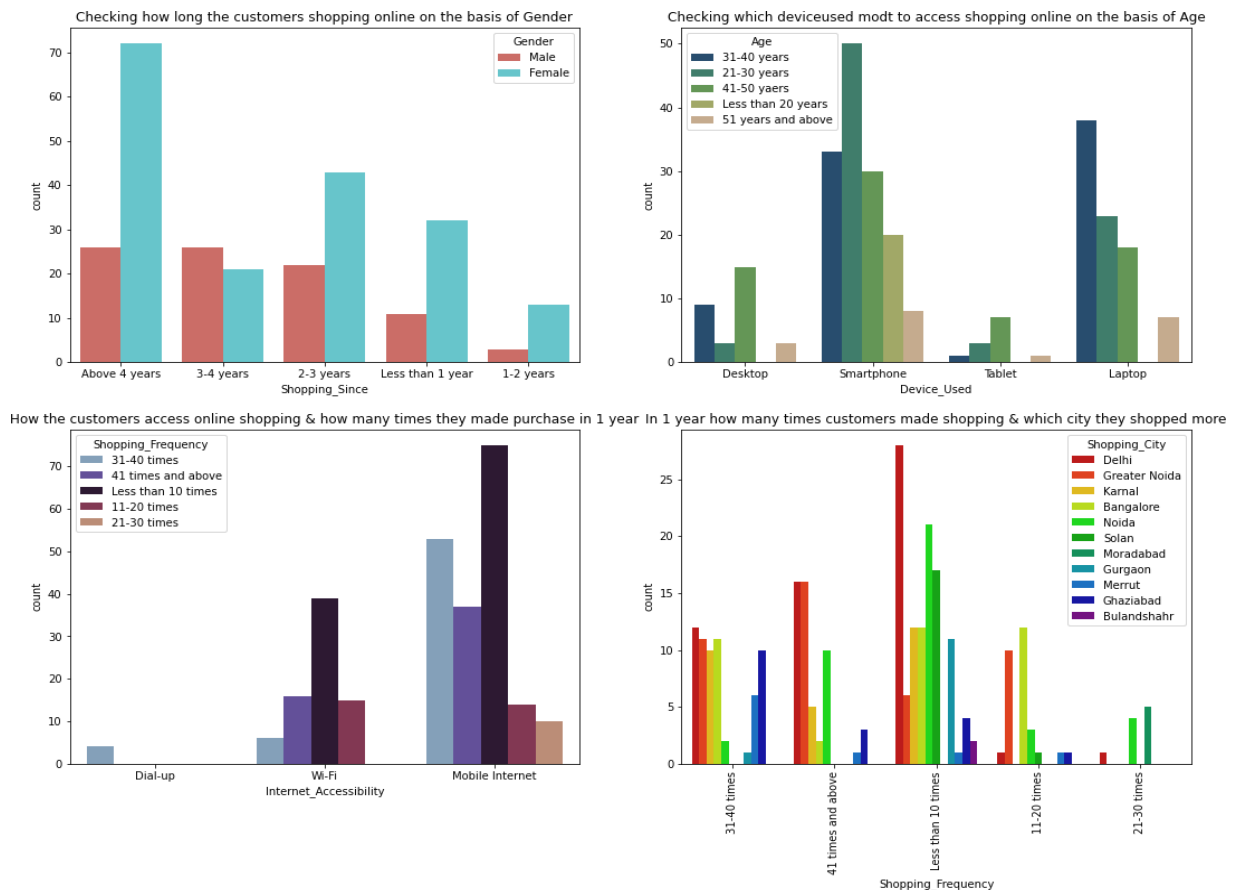 Checking how long the customers shopping online on the basis of Gender
count
70
60
50
40
30
20
10
0
Gender
Male
Female
Above 4 years
3-4 years
2-3 years
Less than 1 year
1-2 years
Shopping_Since
Checking which deviceused modt to access shopping online on the basis of Age
count
50
40
30
20
10
0
Age
31-40 years
21-30 years
41-50 yaers
Less than 20 years
51 years and above
Desktop
Smartphone
Tablet
Laptop
Device_Used
How the customers access online shopping & how many times they made purchase in 1 year
count
70
60
50
40
30
20
10
0
Shopping_Frequency
31-40 times
41 times and above
Less than 10 times
11-20 times
21-30 times
Dial-up
Wi-Fi
Mobile Internet
Internet_Accessibility
In 1 year how many times customers made shopping & which city they shopped more
count
25
20
15
10
5
0
Shopping_City
Delhi
Greater Noida
Karnal
Bangalore
Noida
Solan
Moradabad
Gurgaon
Merrut
Ghaziabad
Bulandshahr
31-40 times
41 times and above
Less than 10 times
11-20 times
21-30 times
Shopping_Frequency